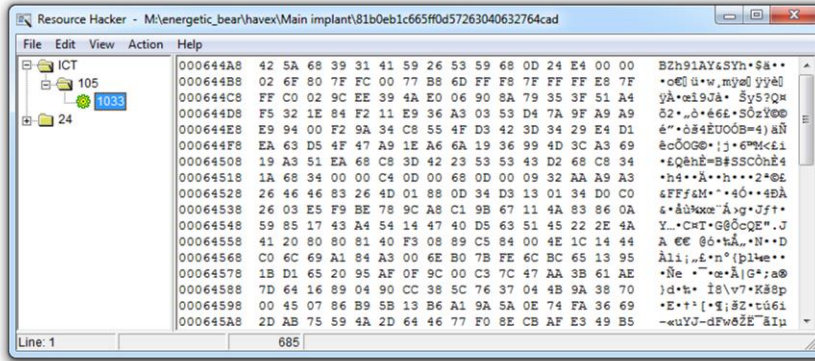 Resource Hacker - M:\energetic_bear\havex\Main implant\81b0eb1c665ff0d57263040632764cad
File Edit View Action Help
ICT
105
1033
24
000644A8 42 5A 68 39 31 41 59 26 53 59 68 0D 24 E4 00 00 BZh91AY&SYh•$ä••
000644B8 02 6F 80 7F FC 00 77 B8 6D FF F8 7F FF FF E8 7F
000644C8 FF C0 02 9C EE 39 4A E0 06 90 8A 79 35 3F 51 A4
000644D8 F5 32 1E 84 F2 11 E9 36 A3 03 53 D4 7A 9F A9 A9
000644E8 E9 94 00 F2 9A 34 C8 55 4F D3 42 3D 34 29 E4 D1
000644F8 EA 63 D5 4F 47 A9 1E A6 6A 19 36 99 4D 3C A3 69
00064508 19 A3 51 EA 68 C8 3D 42 23 53 53 43 D2 68 C8 34 •£QêhÈ=B#SSCÒhÈ4
00064518 1A 68 34 00 00 C4 0D 00 68 0D 00 09 32 AA A9 A3 •h4••Ä••h•••2ª©£
00064528 26 46 46 83 26 4D 01 88 0D 34 D3 13 01 34 D0 C0
00064538 26 03 E5 F9 BE 78 9C A8 C1 9B 67 11 4A 83 86 0A
00064548 59 85 17 43 A4 54 14 47 40 D5 63 51 45 22 2E 4A
00064558 41 20 80 80 81 40 F3 08 89 C5 84 00 4E 1C 14 44
00064568 C0 6C 69 A1 84 A3 00 6E B0 7B FE 6C BC 65 13 95
00064578 1B D1 65 20 95 AF 0F 9C 00 C3 7C 47 AA 3B 61 AE
00064588 7D 64 16 89 04 90 CC 38 5C 76 37 04 4B 9A 38 70
00064598 00 45 07 86 B9 5B 13 B6 A1 9A 5A 0E 74 FA 36 69
000645A8 2D AB 75 59 4A 2D 64 46 77 F0 8E CB AF E3 49 B5
Line: 1 685